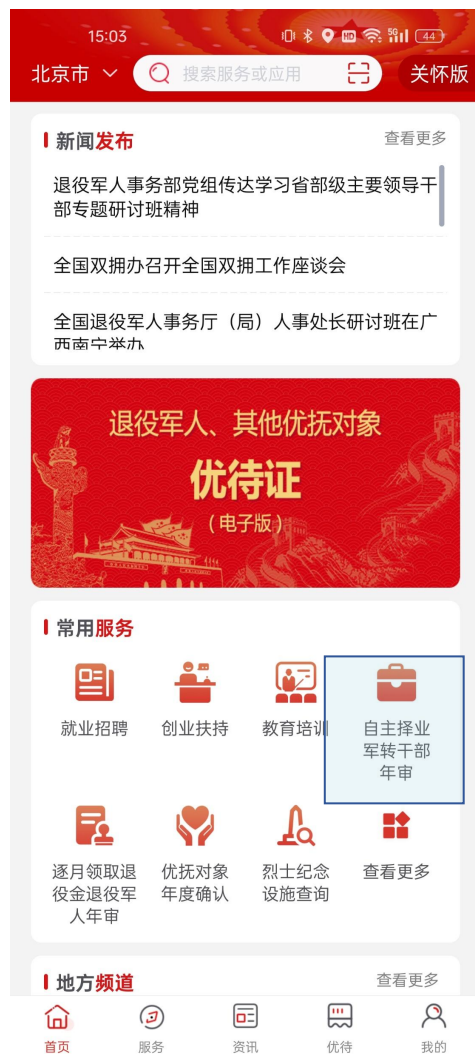 15:03
HD 5G 44
北京市
搜索服务或应用
关怀版
新闻发布
查看更多
退役军人事务部党组传达学习省部级主要领导干
部专题研讨班精神
全国双拥办召开全国双拥工作座谈会
全国退役军人事务厅（局）人事处长研讨班在广
西南宁举办
退役军人、其他优抚对象
优待证
（电子版）
常用服务
就业招聘
创业扶持
教育培训
自主择业
军转干部
年审
逐月领取退
役金退役军
人年审
优抚对象
年度确认
烈士纪念
设施查询
查看更多
地方频道
查看更多
首页
服务
资讯
优待
我的